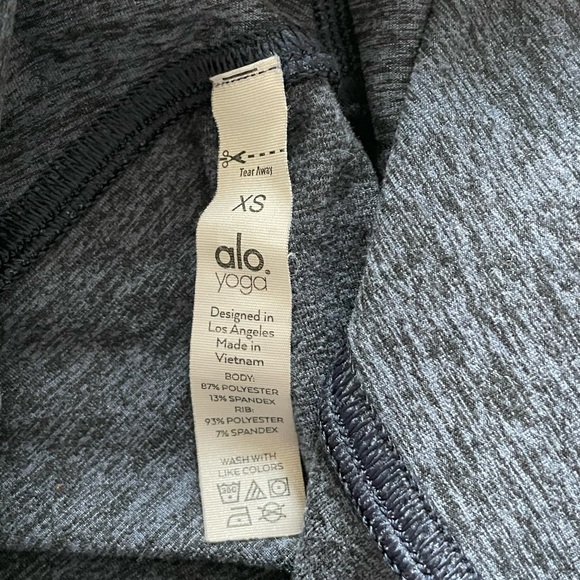 Tear Away
XS
alo.
yoga
Designed in
Los Angeles
Made in
Vietnam
BODY:
87% POLYESTER
13% SPANDEX
RIB:
93% POLYESTER
7% SPANDEX
WASH WITH
LIKE COLORS